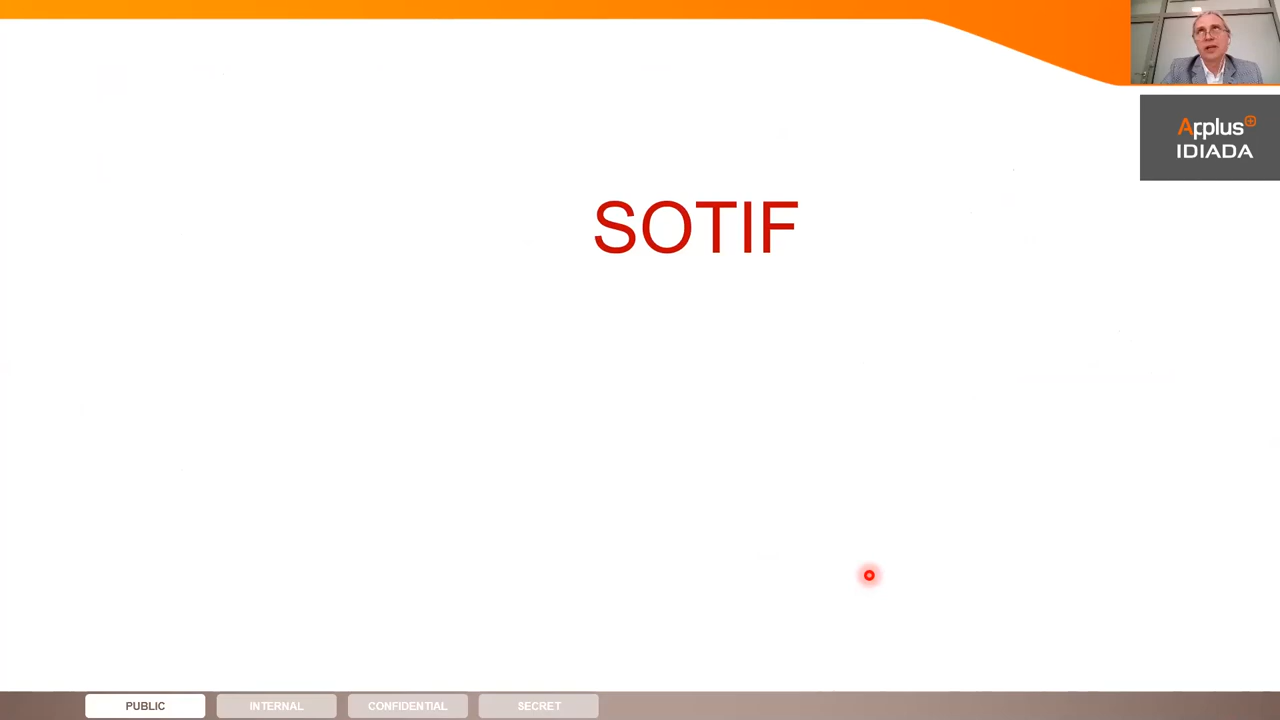 Applus+
IDIADA
SOTIF
PUBLIC
INTERNAL
CONFIDENTIAL
SECRET